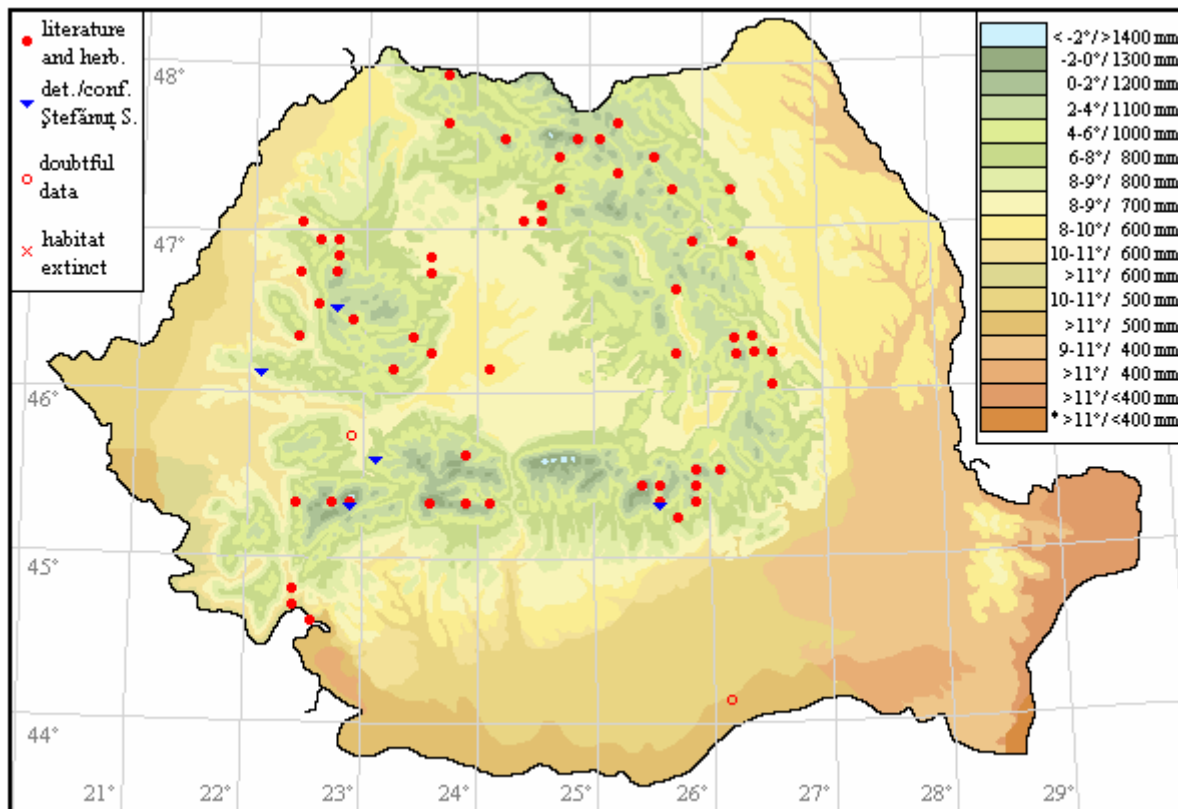 literature
and herb.
det./conf.
Ștefănuț S.
doubtful
data
habitat
extinct
< -2°/>1400 mm
-2-0°/1300 mm
0-2°/1200 mm
2-4°/1100 mm
4-6°/1000 mm
6-8°/ 800 mm
8-9°/ 800 mm
8-9°/ 700 mm
8-10°/ 600 mm
10-11°/ 600 mm
>11°/ 600 mm
10-11°/ 500 mm
>11°/ 500 mm
9-11°/ 400 mm
>11°/ 400 mm
>11°/<400 mm
* >11°/<400 mm
48°
47°
46°
45°
44°
21°
22°
23°
24°
25°
26°
27°
28°
29°